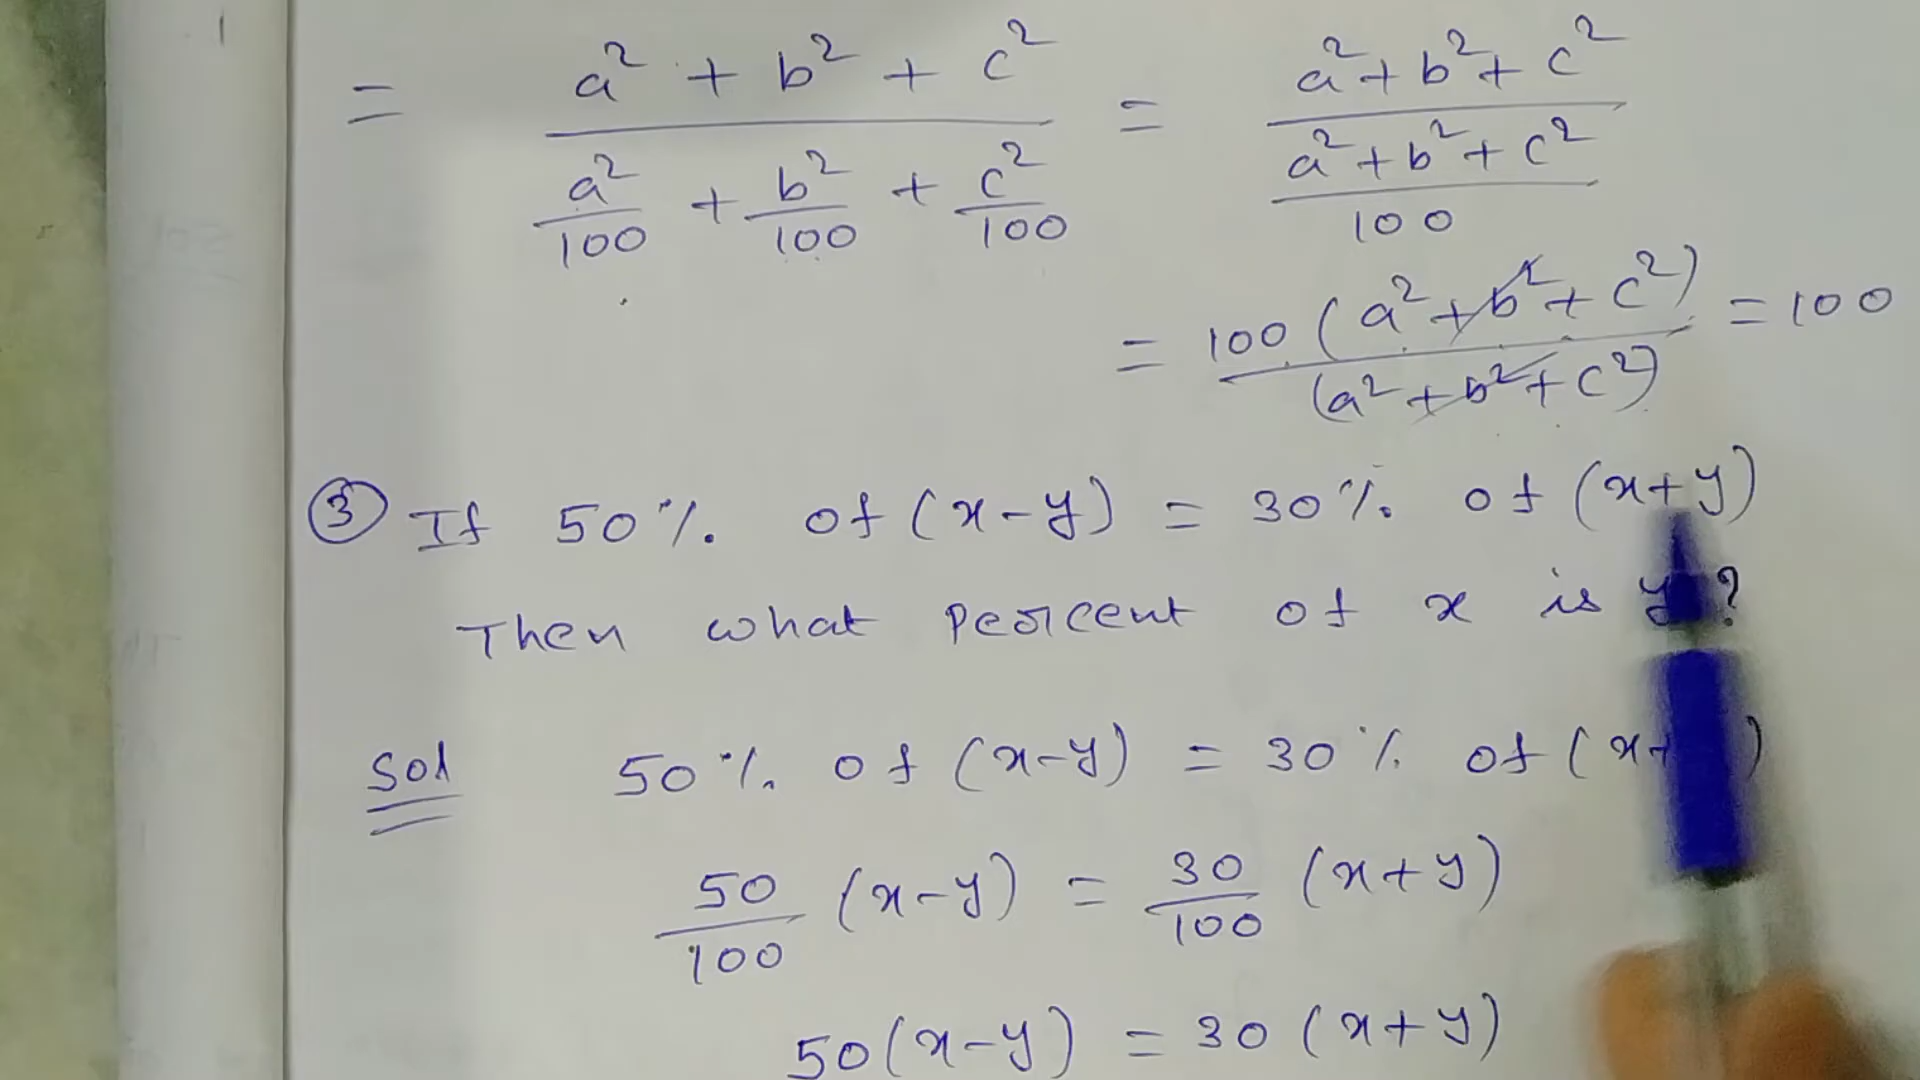 = a² + b² + c² / a²/100 + b²/100 + c²/100 = a²+b²+c² / a²+b²+c² / 100
= 100 (a²+b²+c²) / (a²+b²+c²) = 100
③ If 50%. of (x-y) = 30%. of (x+y)
Then what percent of x is y?
Sol 50%. of (x-y) = 30%. of (x+ )
50/100 (x-y) = 30/100 (x+y)
50(x-y) = 30(x+y)